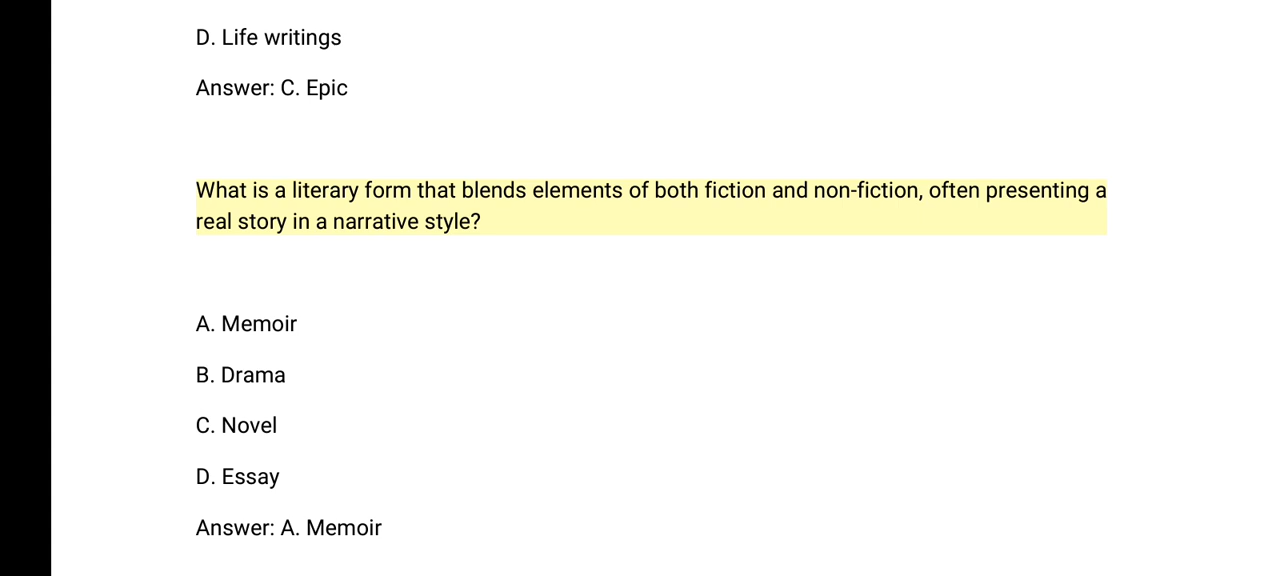 D. Life writings
Answer: C. Epic
What is a literary form that blends elements of both fiction and non-fiction, often presenting a
real story in a narrative style?
A. Memoir
B. Drama
C. Novel
D. Essay
Answer: A. Memoir